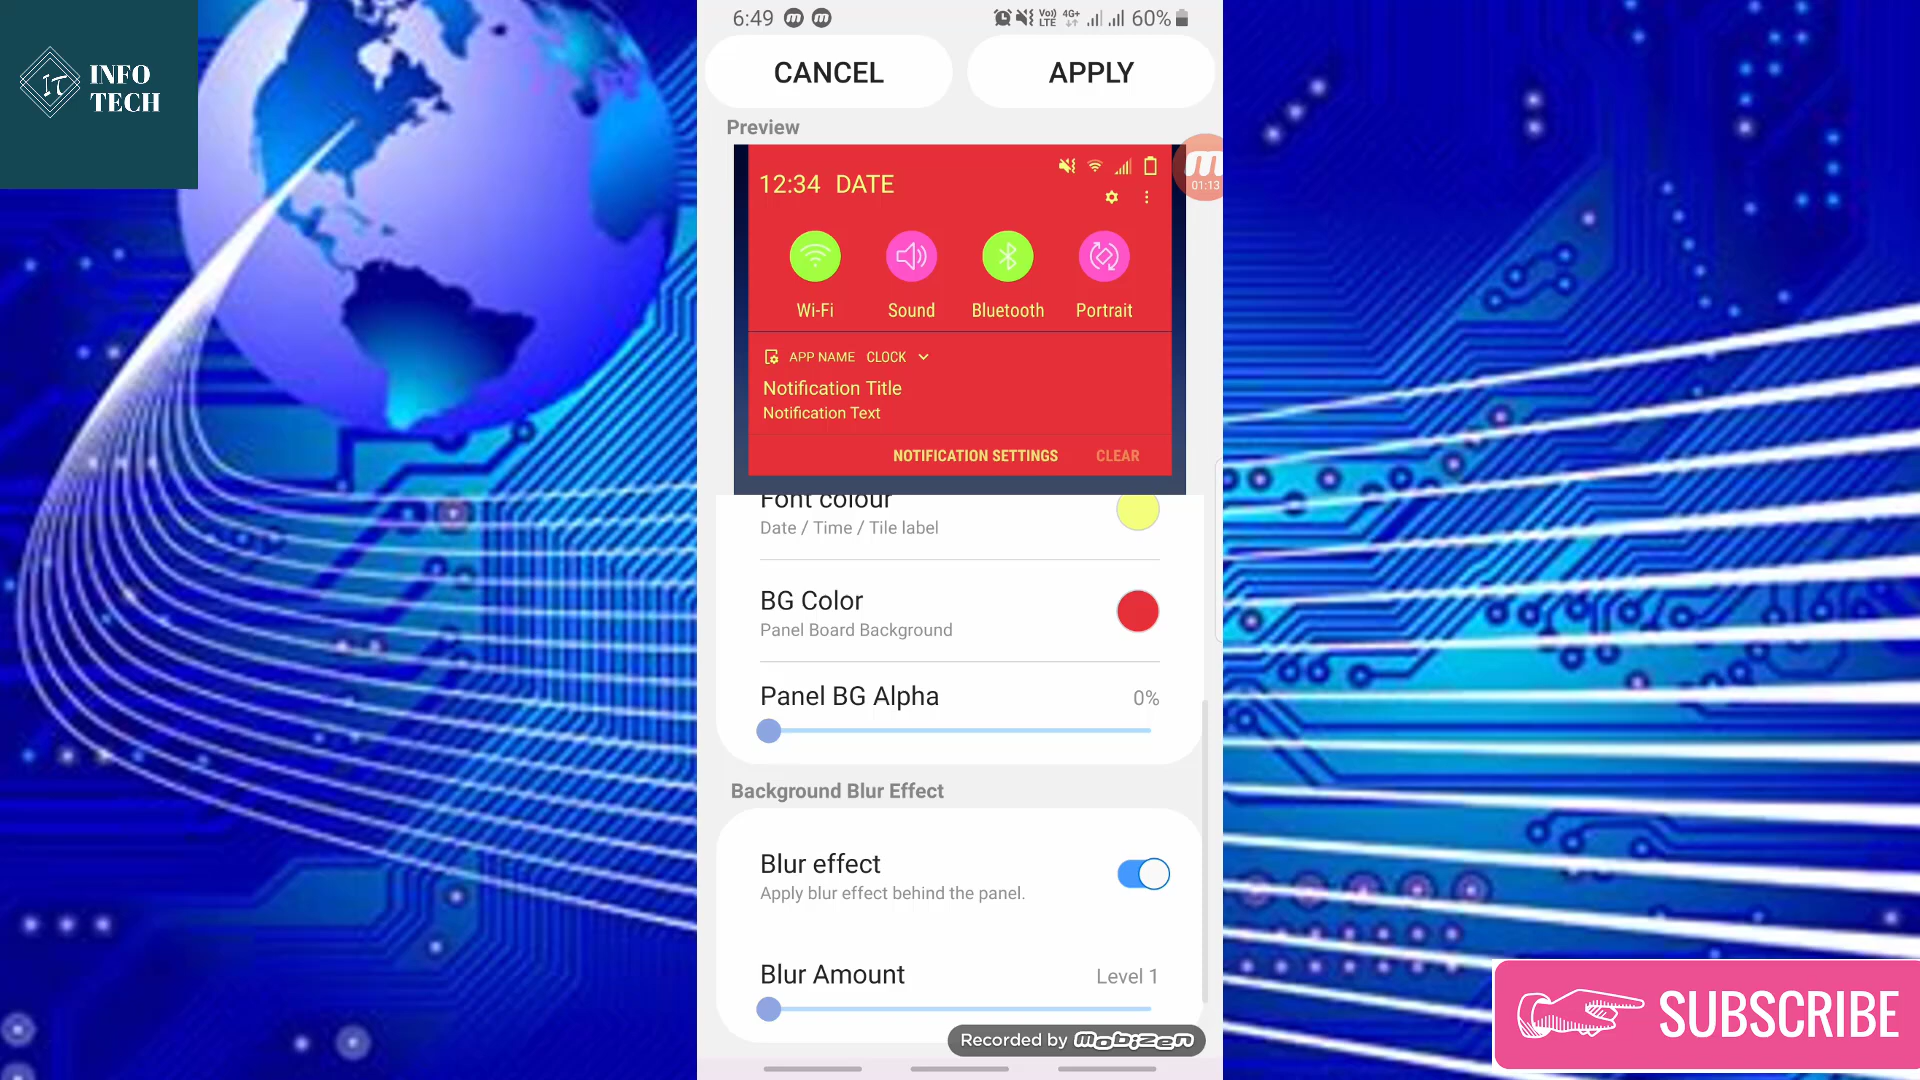 INFO
TECH
6:49
Vo))
LTE
4G+
60%
CANCEL
APPLY
Preview
01:13
12:34 DATE
Wi-Fi
Sound
Bluetooth
Portrait
APP NAME CLOCK
Notification Title
Notification Text
NOTIFICATION SETTINGS
CLEAR
Font colour
Date / Time / Tile label
BG Color
Panel Board Background
Panel BG Alpha
0%
Background Blur Effect
Blur effect
Apply blur effect behind the panel.
Blur Amount
Level 1
Recorded by mobizen
SUBSCRIBE